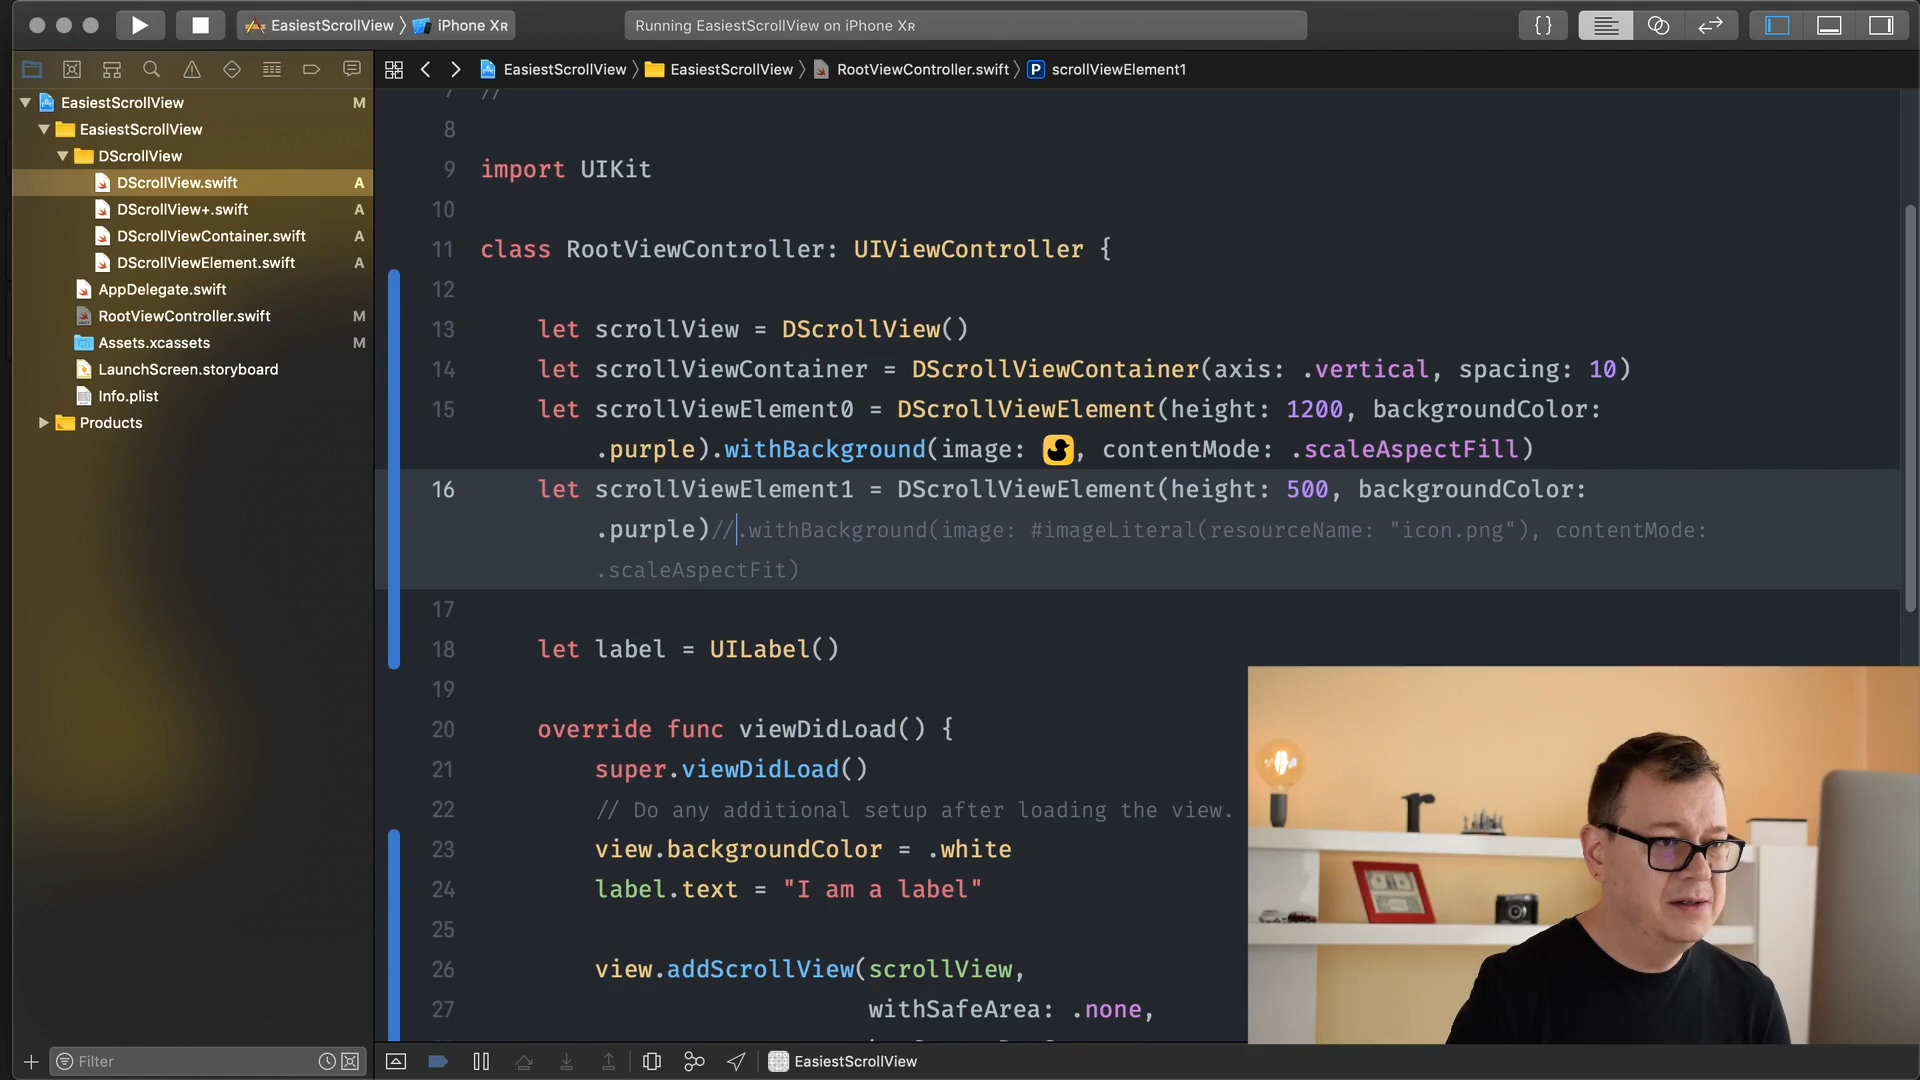 EasiestScrollView
iPhone XR
Running EasiestScrollView on iPhone XR
{}
EasiestScrollView
EasiestScrollView
RootViewController.swift
P
scrollViewElement1
EasiestScrollView M
EasiestScrollView
DScrollView
DScrollView.swift A
DScrollView+.swift A
DScrollViewContainer.swift A
DScrollViewElement.swift A
AppDelegate.swift
RootViewController.swift M
Assets.xcassets M
LaunchScreen.storyboard
Info.plist
Products
7 //
8
9 import UIKit
10
11 class RootViewController: UIViewController {
12
13 let scrollView = DScrollView()
14 let scrollViewContainer = DScrollViewContainer(axis: .vertical, spacing: 10)
15 let scrollViewElement0 = DScrollViewElement(height: 1200, backgroundColor:
.purple).withBackground(image: , contentMode: .scaleAspectFill)
16 let scrollViewElement1 = DScrollViewElement(height: 500, backgroundColor:
.purple)//.withBackground(image: #imageLiteral(resourceName: "icon.png"), contentMode:
.scaleAspectFit)
17
18 let label = UILabel()
19
20 override func viewDidLoad() {
21 super.viewDidLoad()
22 // Do any additional setup after loading the view.
23 view.backgroundColor = .white
24 label.text = "I am a label"
25
26 view.addScrollView(scrollView,
27 withSafeArea: .none,
Filter
EasiestScrollView